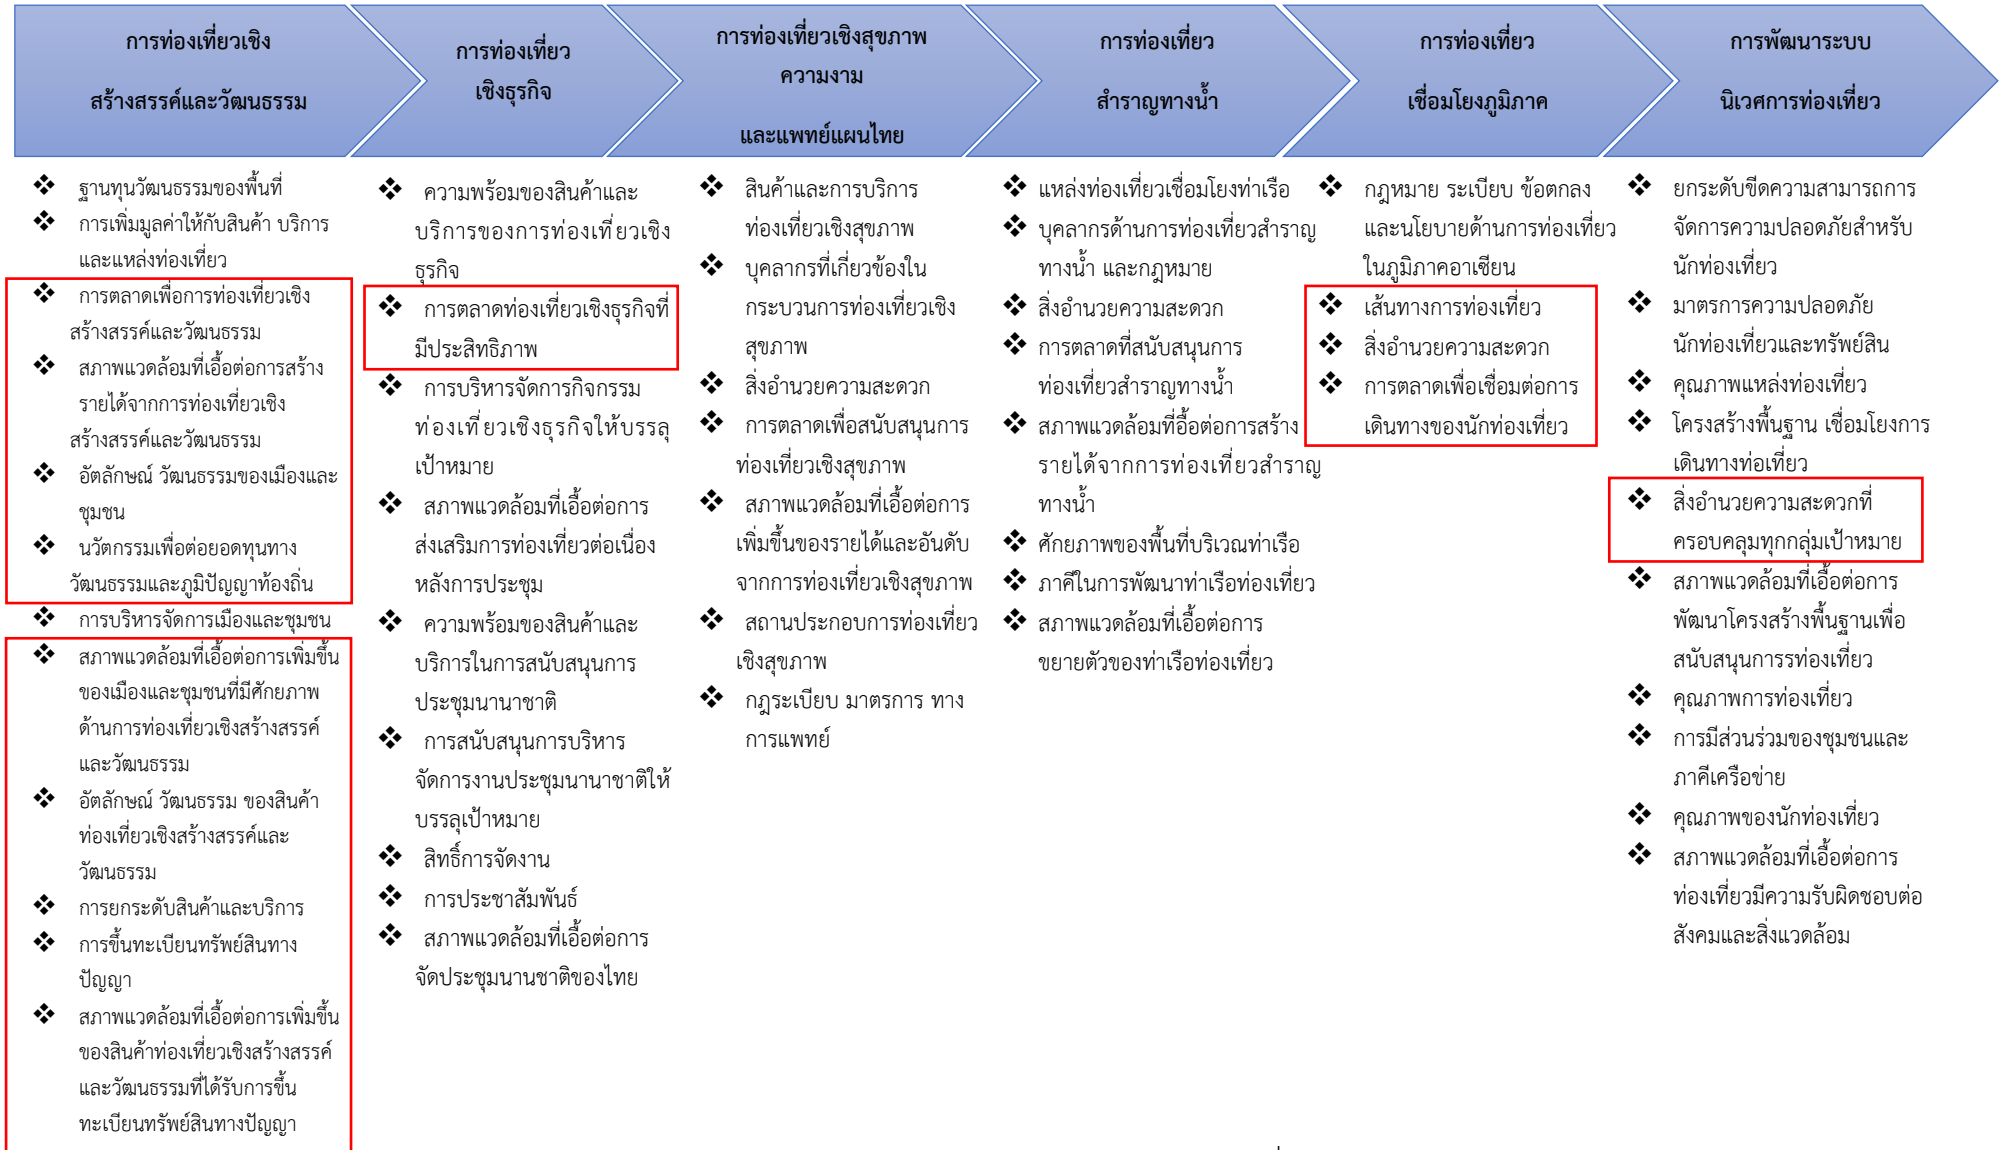 การท่องเที่ยวเชิง
สร้างสรรค์และวัฒนธรรม
การท่องเที่ยว
เชิงธุรกิจ
การท่องเที่ยวเชิงสุขภาพ
ความงาม
และแพทย์แผนไทย
การท่องเที่ยว
สำราญทางน้ำ
การท่องเที่ยว
เชื่อมโยงภูมิภาค
การพัฒนาระบบ
นิเวศการท่องเที่ยว
❖ ฐานทุนวัฒนธรรมของพื้นที่
❖ การเพิ่มมูลค่าให้กับสินค้า บริการ
และแหล่งท่องเที่ยว
❖ การตลาดเพื่อการท่องเที่ยวเชิง
สร้างสรรค์และวัฒนธรรม
❖ สภาพแวดล้อมที่เอื้อต่อการสร้าง
รายได้จากการท่องเที่ยวเชิง
สร้างสรรค์และวัฒนธรรม
❖ อัตลักษณ์ วัฒนธรรมของเมืองและ
ชุมชน
❖ นวัตกรรมเพื่อต่อยอดทุนทาง
วัฒนธรรมและภูมิปัญญาท้องถิ่น
❖ การบริหารจัดการเมืองและชุมชน
❖ สภาพแวดล้อมที่เอื้อต่อการเพิ่มขึ้น
ของเมืองและชุมชนที่มีศักยภาพ
ด้านการท่องเที่ยวเชิงสร้างสรรค์
และวัฒนธรรม
❖ อัตลักษณ์ วัฒนธรรม ของสินค้า
ท่องเที่ยวเชิงสร้างสรรค์และ
วัฒนธรรม
❖ การยกระดับสินค้าและบริการ
❖ การขึ้นทะเบียนทรัพย์สินทาง
ปัญญา
❖ สภาพแวดล้อมที่เอื้อต่อการเพิ่มขึ้น
ของสินค้าท่องเที่ยวเชิงสร้างสรรค์
และวัฒนธรรมที่ได้รับการขึ้น
ทะเบียนทรัพย์สินทางปัญญา
❖ ความพร้อมของสินค้าและ
บริการของการท่องเที่ยวเชิง
ธุรกิจ
❖ การตลาดท่องเที่ยวเชิงธุรกิจที่
มีประสิทธิภาพ
❖ การบริหารจัดการกิจกรรม
ท่องเที่ยวเชิงธุรกิจให้บรรลุ
เป้าหมาย
❖ สภาพแวดล้อมที่เอื้อต่อการ
ส่งเสริมการท่องเที่ยวต่อเนื่อง
หลังการประชุม
❖ ความพร้อมของสินค้าและ
บริการในการสนับสนุนการ
ประชุมนานาชาติ
❖ การสนับสนุนการบริหาร
จัดการงานประชุมนานาชาติให้
บรรลุเป้าหมาย
❖ สิทธิ์การจัดงาน
❖ การประชาสัมพันธ์
❖ สภาพแวดล้อมที่เอื้อต่อการ
จัดประชุมนานชาติของไทย
❖ สินค้าและการบริการ
ท่องเที่ยวเชิงสุขภาพ
❖ บุคลากรที่เกี่ยวข้องใน
กระบวนการท่องเที่ยวเชิง
สุขภาพ
❖ สิ่งอำนวยความสะดวก
❖ การตลาดเพื่อสนับสนุนการ
ท่องเที่ยวเชิงสุขภาพ
❖ สภาพแวดล้อมที่เอื้อต่อการ
เพิ่มขึ้นของรายได้และอันดับ
จากการท่องเที่ยวเชิงสุขภาพ
❖ สถานประกอบการท่องเที่ยว
เชิงสุขภาพ
❖ กฎระเบียบ มาตรการ ทาง
การแพทย์
❖ แหล่งท่องเที่ยวเชื่อมโยงท่าเรือ
❖ บุคลากรด้านการท่องเที่ยวสำราญ
ทางน้ำ และกฎหมาย
❖ สิ่งอำนวยความสะดวก
❖ การตลาดที่สนับสนุนการ
ท่องเที่ยวสำราญทางน้ำ
❖ สภาพแวดล้อมที่อื้อต่อการสร้าง
รายได้จากการท่องเที่ยวสำราญ
ทางน้ำ
❖ ศักยภาพของพื้นที่บริเวณท่าเรือ
❖ ภาคีในการพัฒนาท่าเรือท่องเที่ยว
❖ สภาพแวดล้อมที่เอื้อต่อการ
ขยายตัวของท่าเรือท่องเที่ยว
❖ กฎหมาย ระเบียบ ข้อตกลง
และนโยบายด้านการท่องเที่ยว
ในภูมิภาคอาเซียน
❖ เส้นทางการท่องเที่ยว
❖ สิ่งอำนวยความสะดวก
❖ การตลาดเพื่อเชื่อมต่อการ
เดินทางของนักท่องเที่ยว
❖ ยกระดับขีดความสามารถการ
จัดการความปลอดภัยสำหรับ
นักท่องเที่ยว
❖ มาตรการความปลอดภัย
นักท่องเที่ยวและทรัพย์สิน
❖ คุณภาพแหล่งท่องเที่ยว
❖ โครงสร้างพื้นฐาน เชื่อมโยงการ
เดินทางท่อเที่ยว
❖ สิ่งอำนวยความสะดวกที่
ครอบคลุมทุกกลุ่มเป้าหมาย
❖ สภาพแวดล้อมที่เอื้อต่อการ
พัฒนาโครงสร้างพื้นฐานเพื่อ
สนับสนุนการรท่องเที่ยว
❖ คุณภาพการท่องเที่ยว
❖ การมีส่วนร่วมของชุมชนและ
ภาคีเครือข่าย
❖ คุณภาพของนักท่องเที่ยว
❖ สภาพแวดล้อมที่เอื้อต่อการ
ท่องเที่ยวมีความรับผิดชอบต่อ
สังคมและสิ่งแวดล้อม